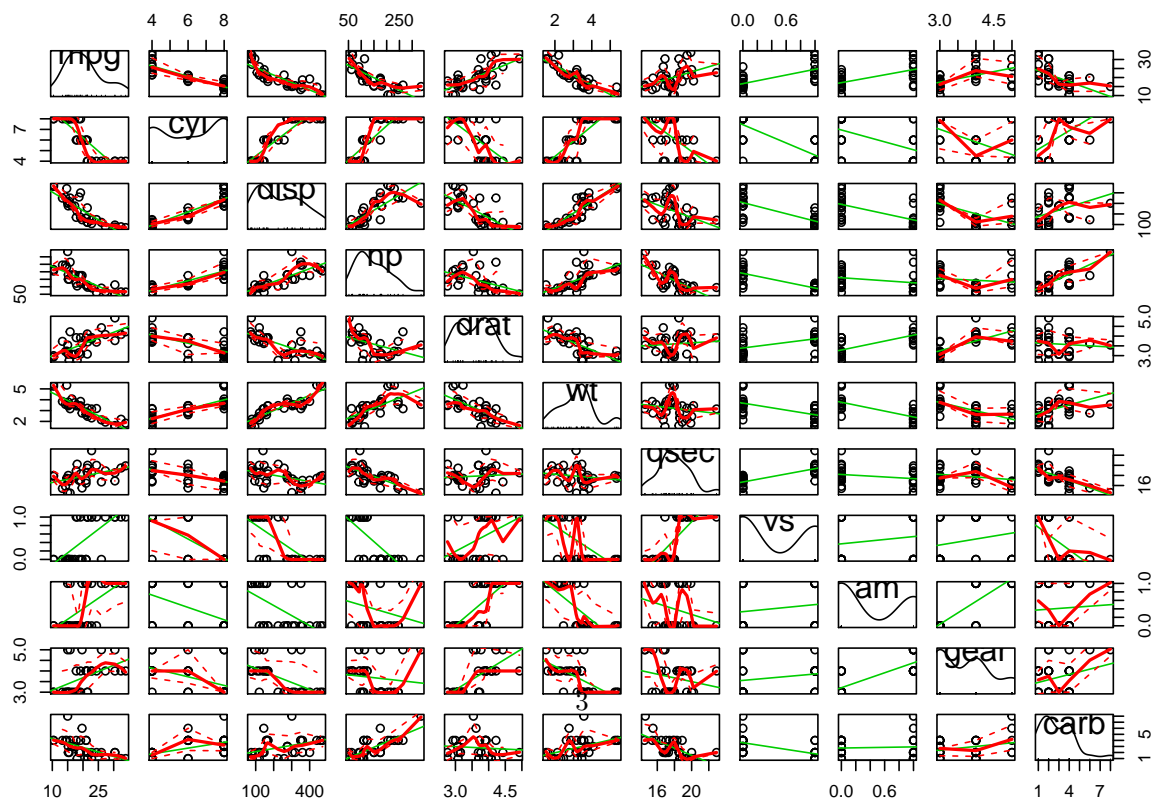 4 6 8 50 250 2 4 0.0 0.6 3.0 4.5
mpg 10 30
4 7 cyl
disp 100
50 hp
drat 3.0 5.0
2 5 wt
qsec 16
0.0 1.0 vs
am 0.0 1.0
3.0 5.0 gear
3
carb 1 5
10 25 100 400 3.0 4.5 16 20 0.0 0.6 1 4 7